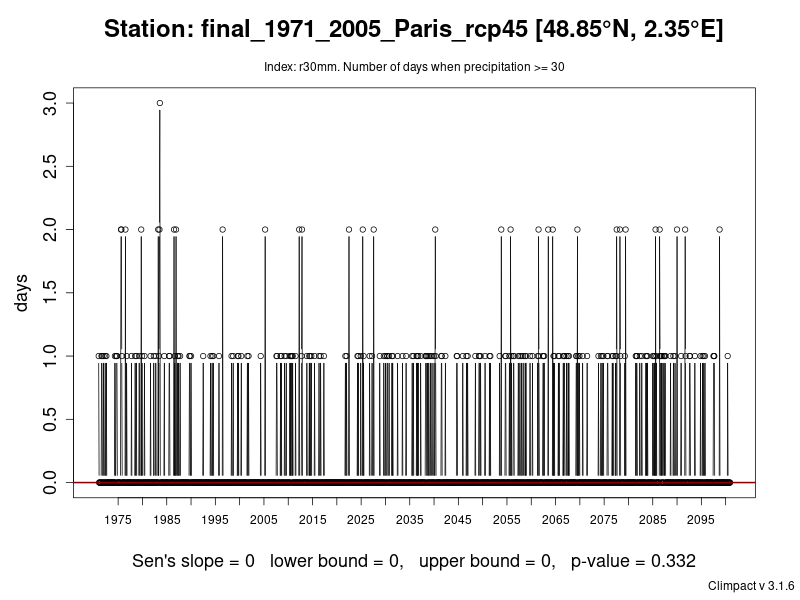 Station: final_1971_2005_Paris_rcp45 [48.85°N, 2.35°E]
Index: r30mm. Number of days when precipitation >= 30
3.0
2.5
2.0
1.5
1.0
0.5
0.0
days
1975 1985 1995 2005 2015 2025 2035 2045 2055 2065 2075 2085 2095
Sen's slope = 0 lower bound = 0, upper bound = 0, p-value = 0.332
Climpact v 3.1.6